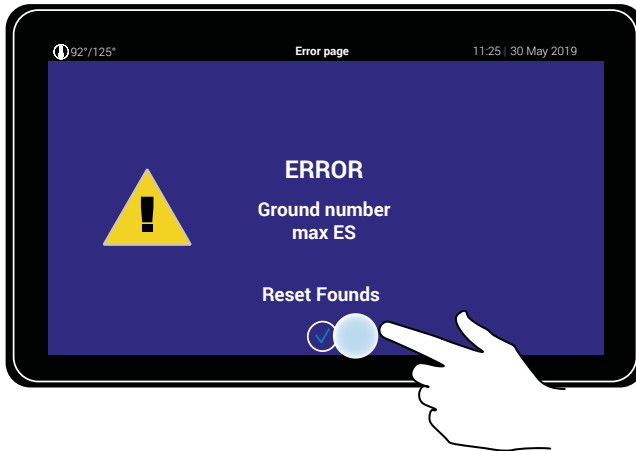 92°/125°
Error page
11:25 | 30 May 2019
ERROR
Ground number
max ES
Reset Founds